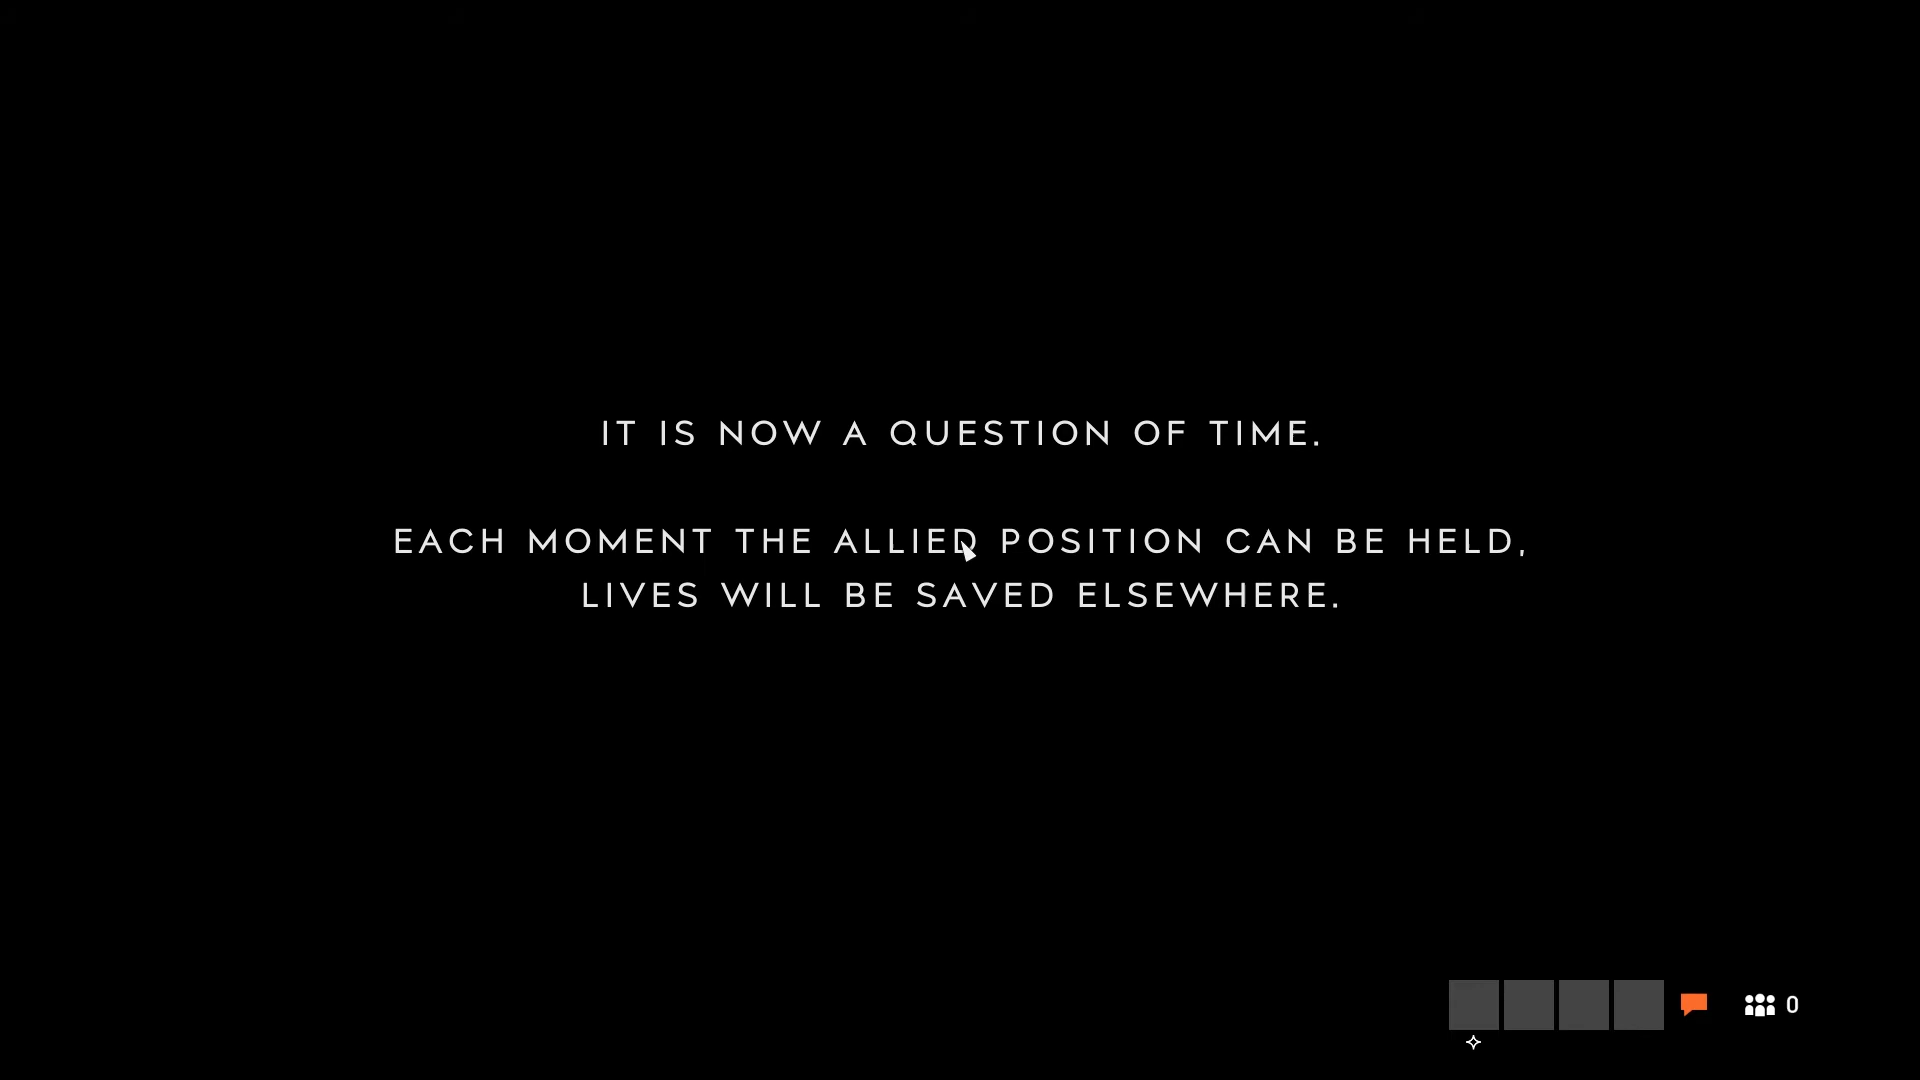 IT IS NOW A QUESTION OF TIME.
EACH MOMENT THE ALLIED POSITION CAN BE HELD,
LIVES WILL BE SAVED ELSEWHERE.
0